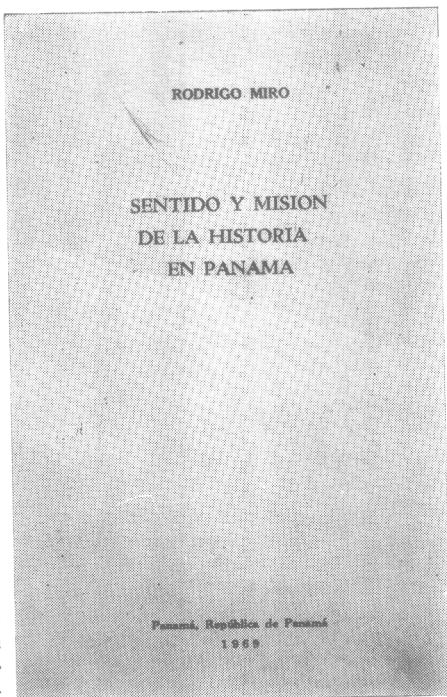 RODRIGO MIRO
SENTIDO Y MISION
DE LA HISTORIA
EN PANAMA
Panamá, República de Panamá
1969